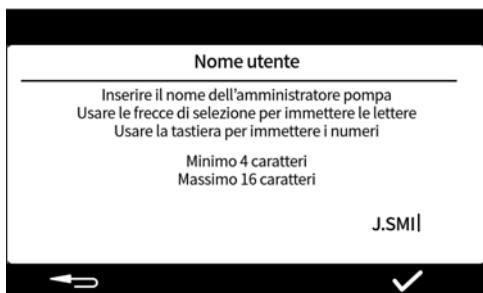 Nome utente
Inserire il nome dell'amministratore pompa
Usare le frecce di selezione per immettere le lettere
Usare la tastiera per immettere i numeri
Minimo 4 caratteri
Massimo 16 caratteri
J.SMI